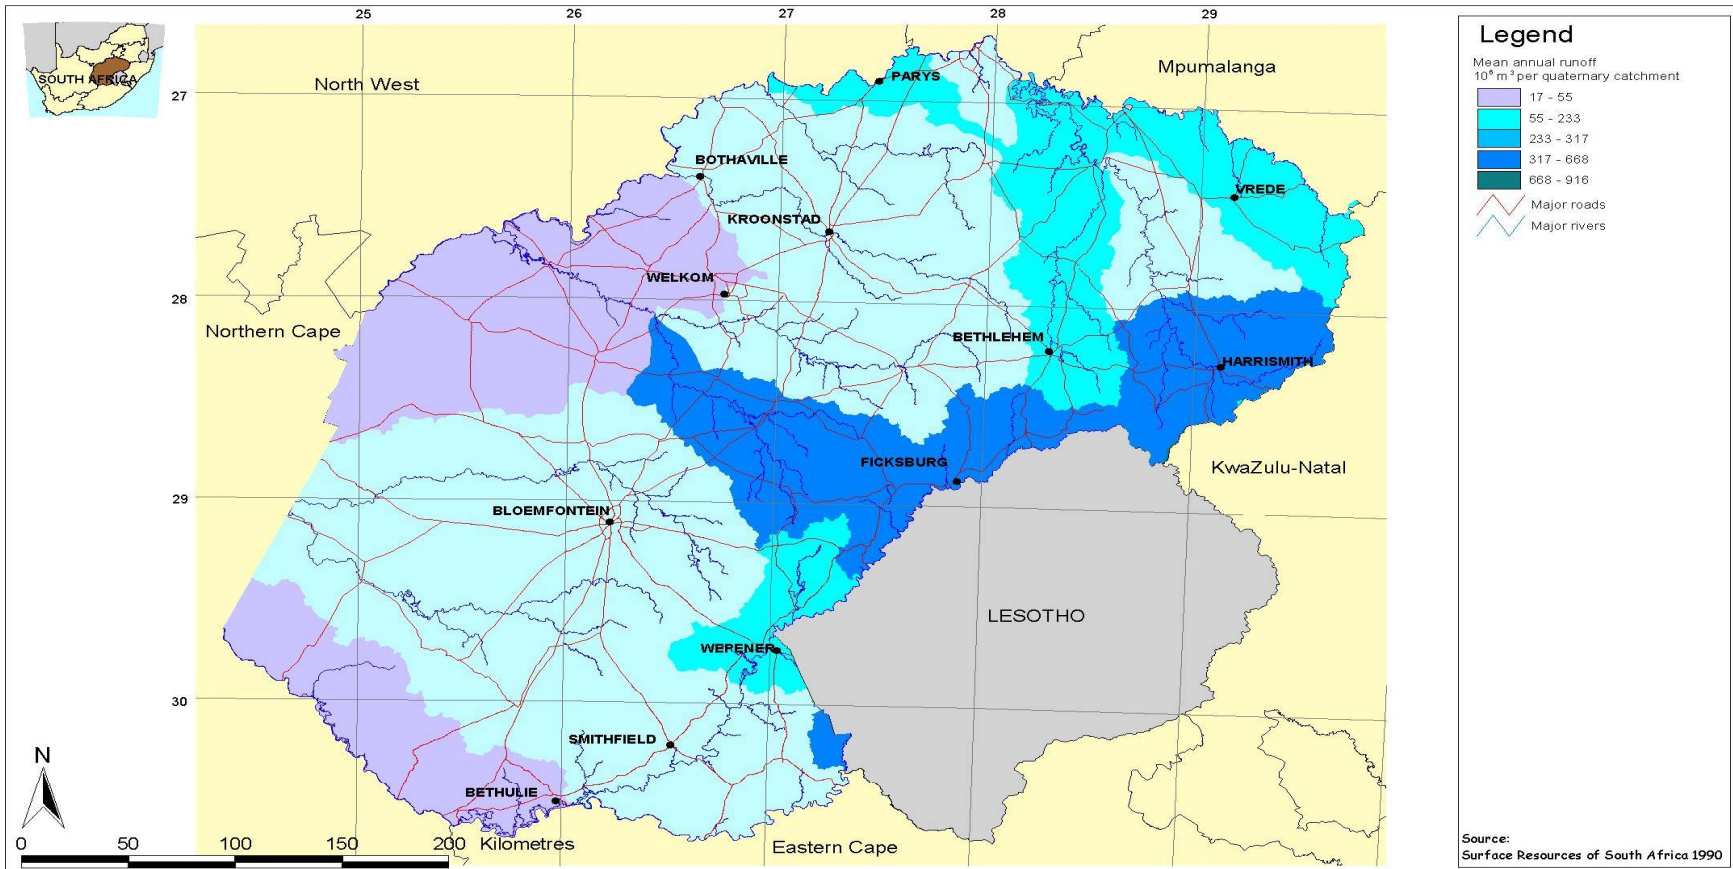 25 26 27 28 29
SOUTH AFRICA
North West
Mpumalanga
PARYS
27
BOTHAVILLE
VREDE
KROONSTAD
WELKOM
28
Northern Cape
BETHLEHEM
HARRISMITH
FICKSBURG
KwaZulu-Natal
29
BLOEMFONTEIN
LESOTHO
WEPENER
30
SMITHFIELD
N
BETHULIE
0 50 100 150 200 Kilometres
Eastern Cape
Legend
Mean annual runoff
10⁶ m³ per quaternary catchment
17 - 55
55 - 233
233 - 317
317 - 668
668 - 916
Major roads
Major rivers
Source:
Surface Resources of South Africa 1990